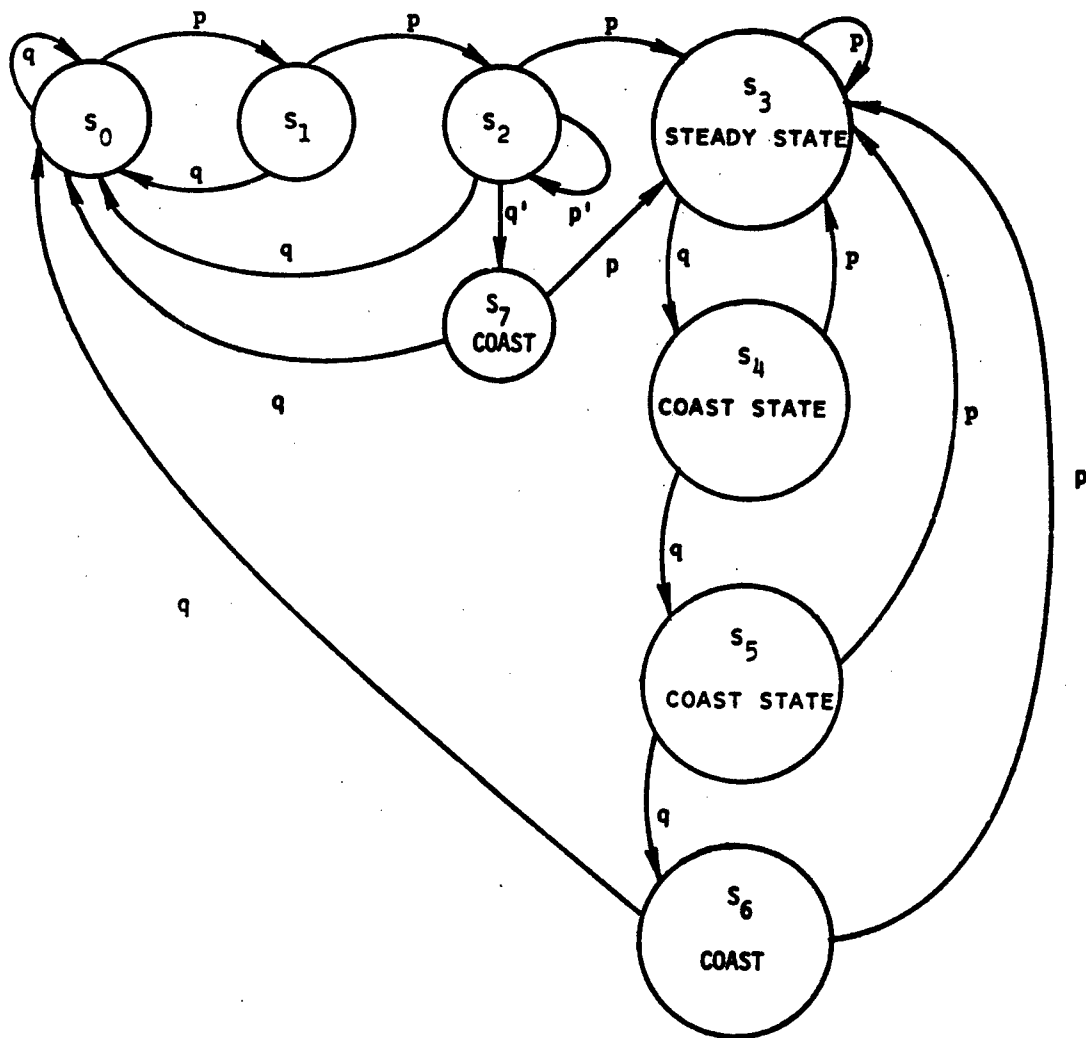 p
p
p
p
q
S0
S1
S2
S3
STEADY STATE
q
q' p'
q
p
q
p
S7
COAST
S4
COAST STATE
q
p
p
q
q
S5
COAST STATE
q
S6
COAST